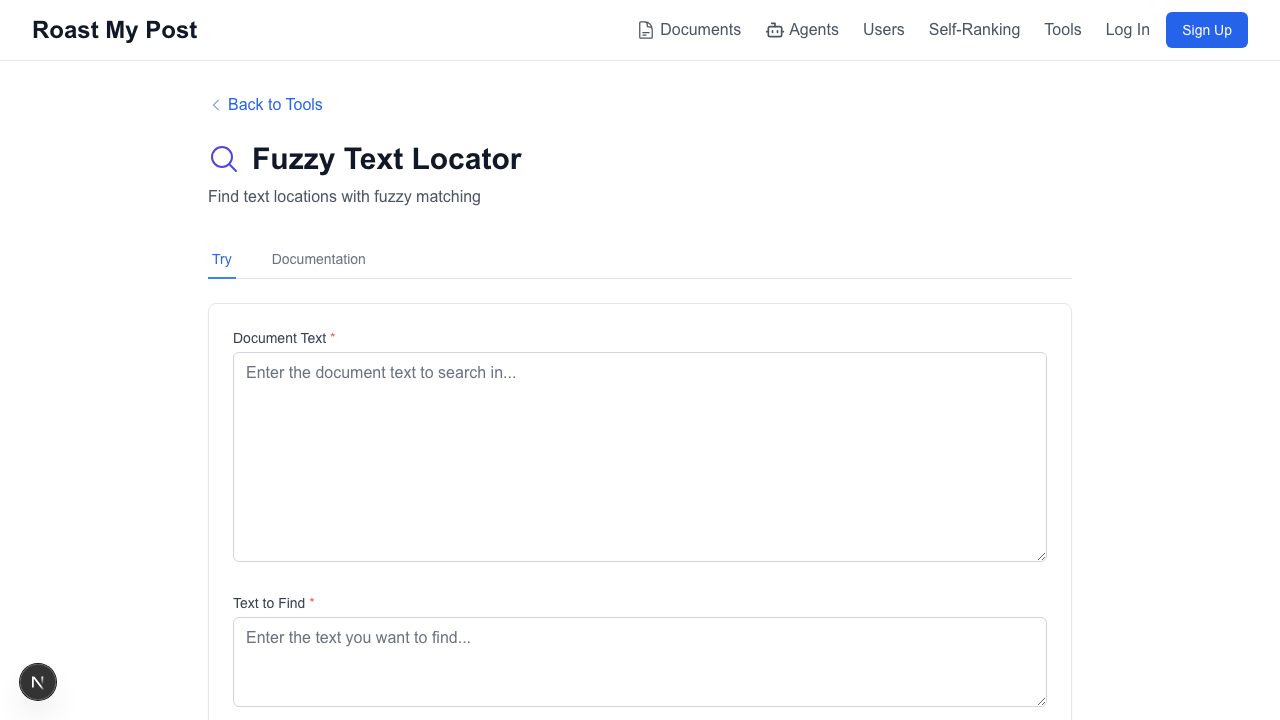 Roast My Post
Documents
Agents
Users
Self-Ranking
Tools
Log In
Sign Up
Back to Tools
Fuzzy Text Locator
Find text locations with fuzzy matching
Try
Documentation
Document Text *
Enter the document text to search in...
Text to Find *
Enter the text you want to find...
N